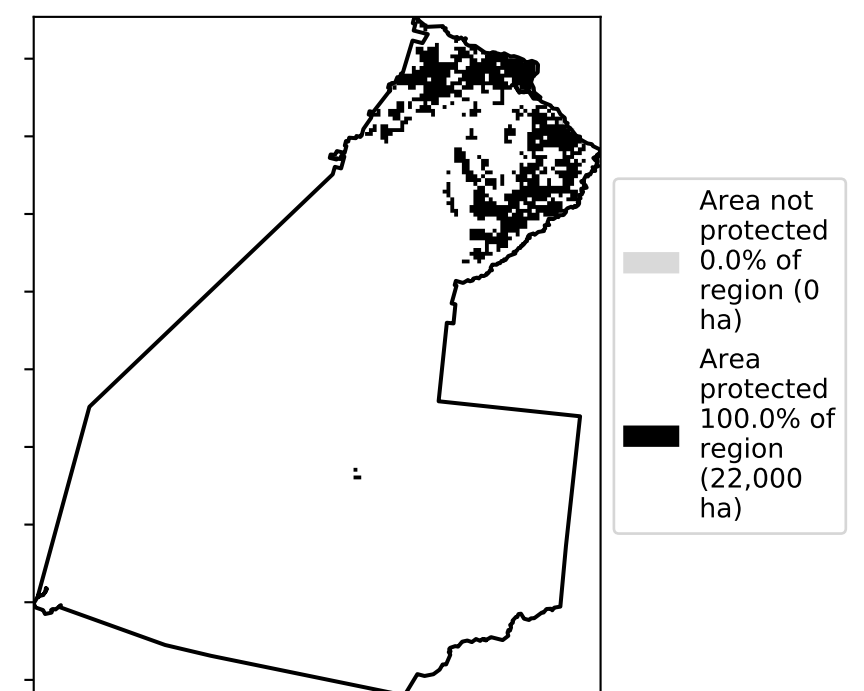 Area not
protected
0.0% of
region (0
ha)
Area
protected
100.0% of
region
(22,000
ha)